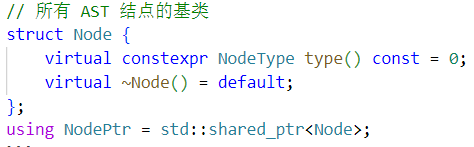 // 所有 AST 结点的基类
struct Node {
    virtual constexpr NodeType type() const = 0;
    virtual ~Node() = default;
};
using NodePtr = std::shared_ptr<Node>;